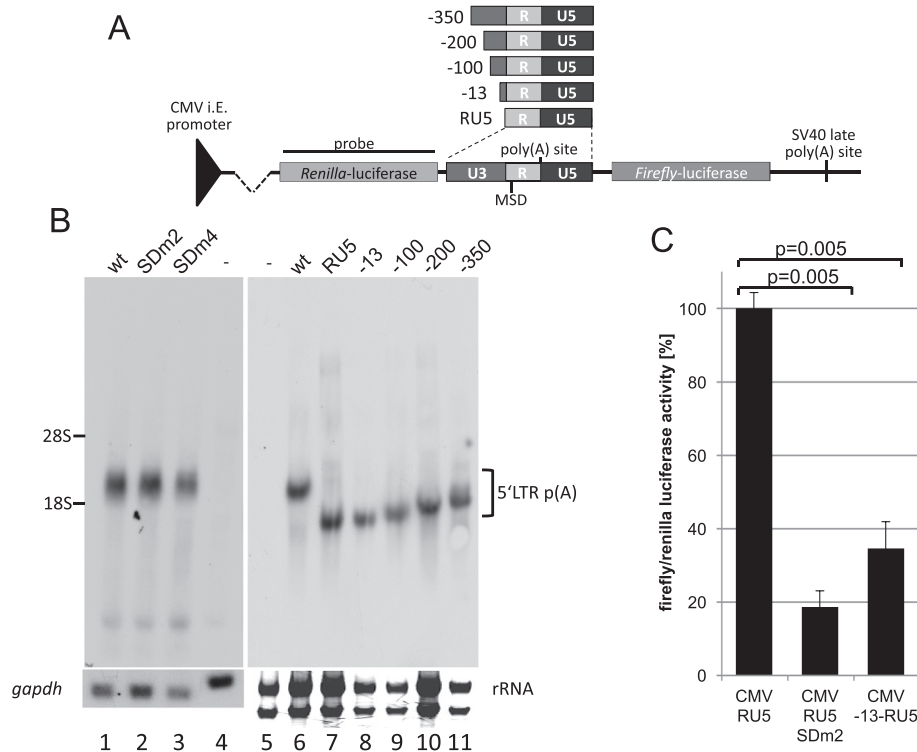 A
-350 R U5
-200 R U5
-100 R U5
-13 R U5
RU5 R U5
CMV i.E.
promoter
probe
poly(A) site
SV40 late
poly(A) site
Renilla-luciferase
U3 R U5
Firefly-luciferase
MSD
B
wt SDm2 SDm4 - - wt RU5 -13 -100 -200 -350
28S
18S
5‘LTR p(A)
gapdh
rRNA
1 2 3 4 5 6 7 8 9 10 11
C
p=0.005
p=0.005
firefly/renilla luciferase activity [%]
100
80
60
40
20
0
CMV
RU5
CMV
RU5
SDm2
CMV
-13-RU5